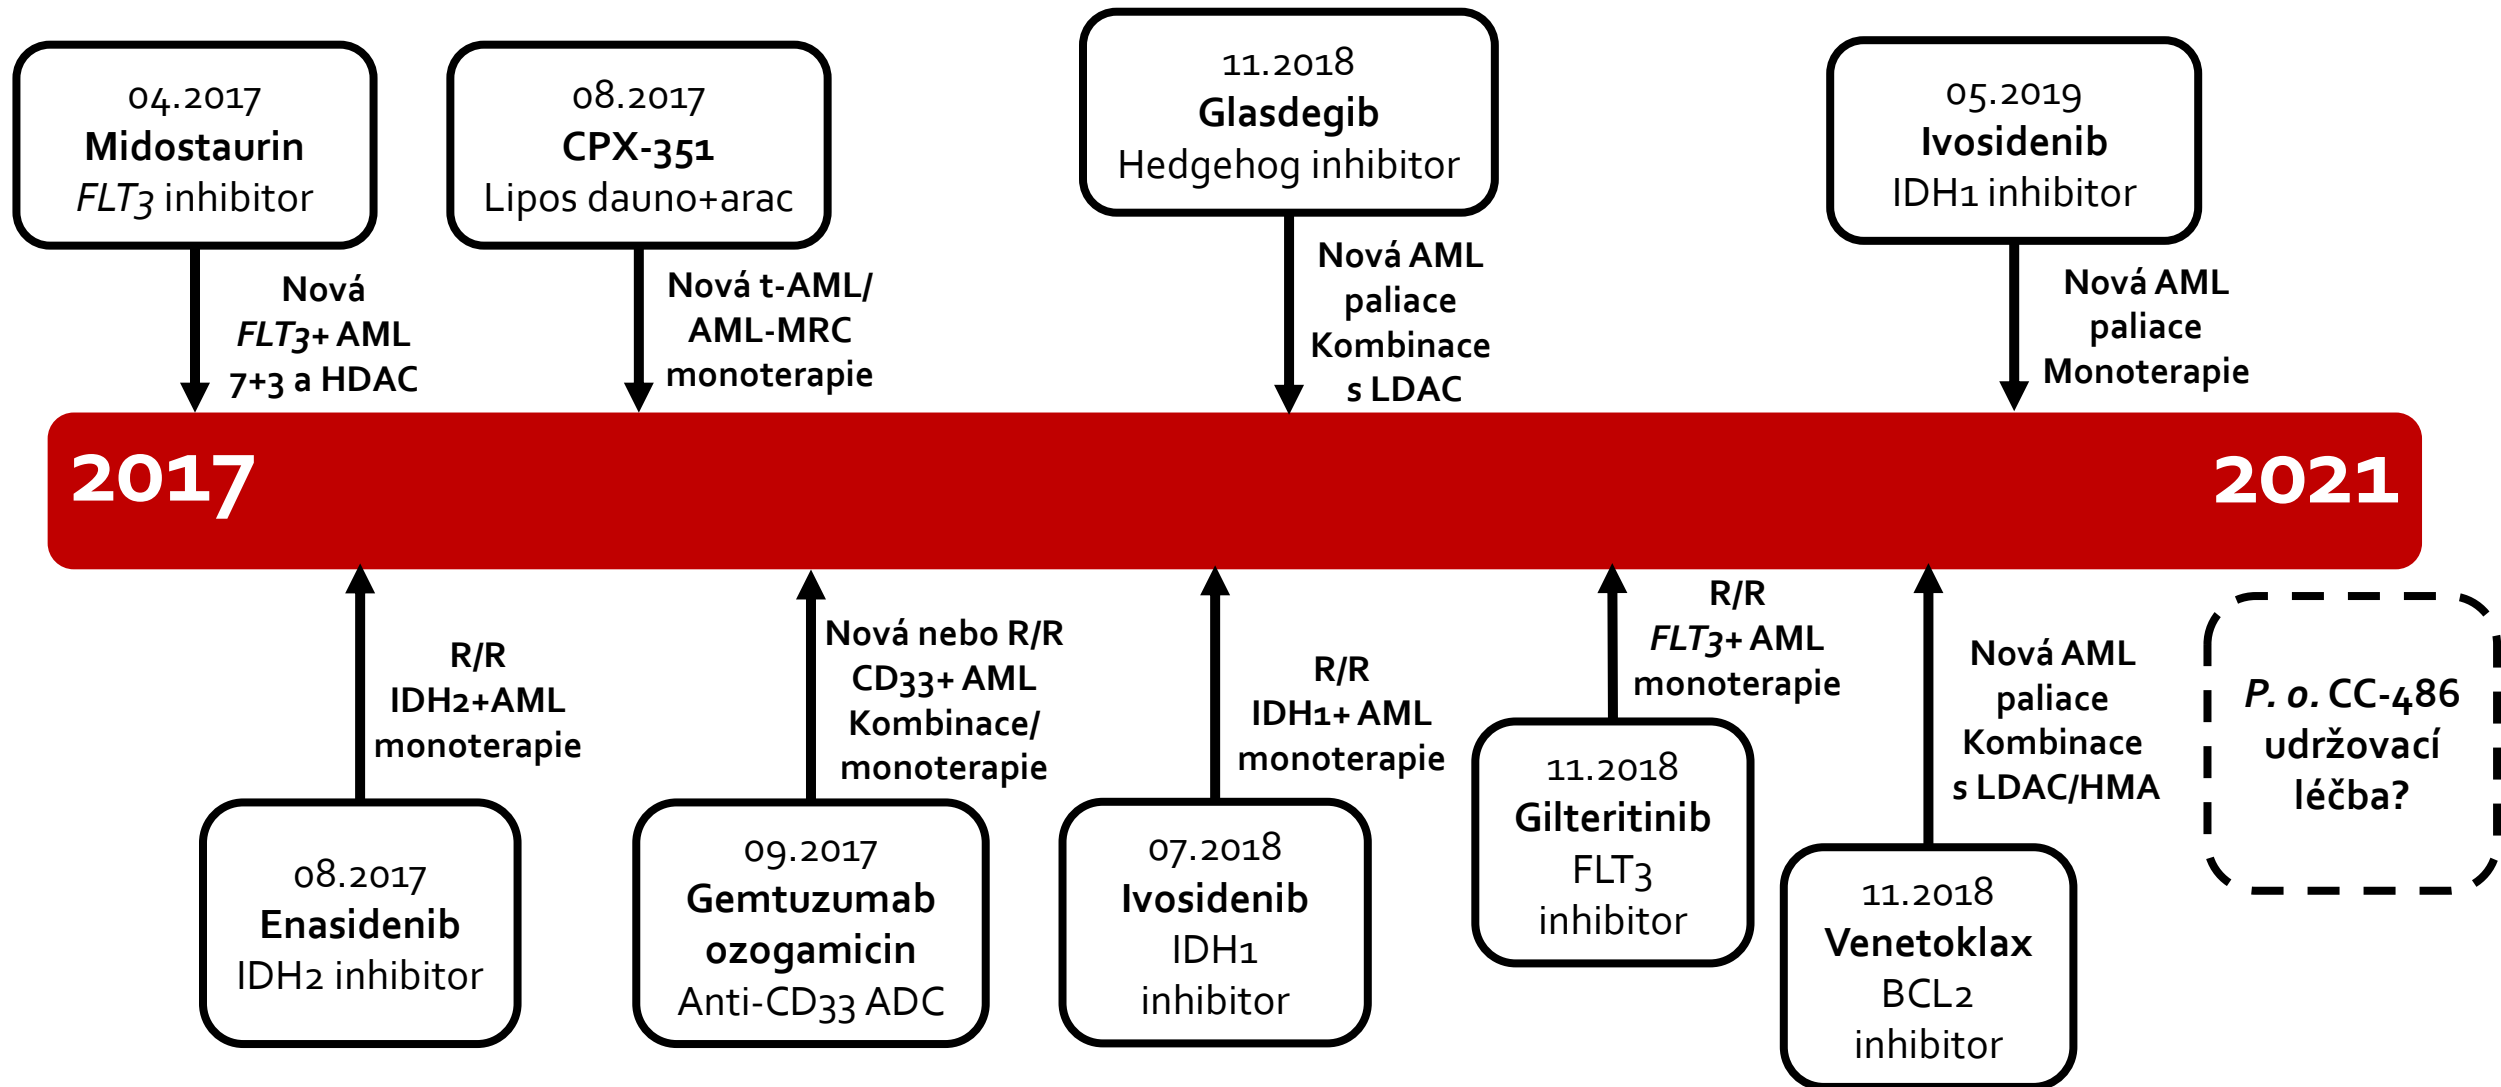 04.2017
Midostaurin
FLT3 inhibitor
08.2017
CPX-351
Lipos dauno+arac
11.2018
Glasdegib
Hedgehog inhibitor
05.2019
Ivosidenib
IDH1 inhibitor
Nová
FLT3+ AML
7+3 a HDAC
Nová t-AML/
AML-MRC
monoterapie
Nová AML
paliace
Kombinace
s LDAC
Nová AML
paliace
Monoterapie
2017
2021
R/R
IDH2+AML
monoterapie
Nová nebo R/R
CD33+ AML
Kombinace/
monoterapie
R/R
IDH1+ AML
monoterapie
R/R
FLT3+ AML
monoterapie
Nová AML
paliace
Kombinace
s LDAC/HMA
P. o. CC-486
udržovací
léčba?
08.2017
Enasidenib
IDH2 inhibitor
09.2017
Gemtuzumab
ozogamicin
Anti-CD33 ADC
07.2018
Ivosidenib
IDH1
inhibitor
11.2018
Gilteritinib
FLT3
inhibitor
11.2018
Venetoklax
BCL2
inhibitor